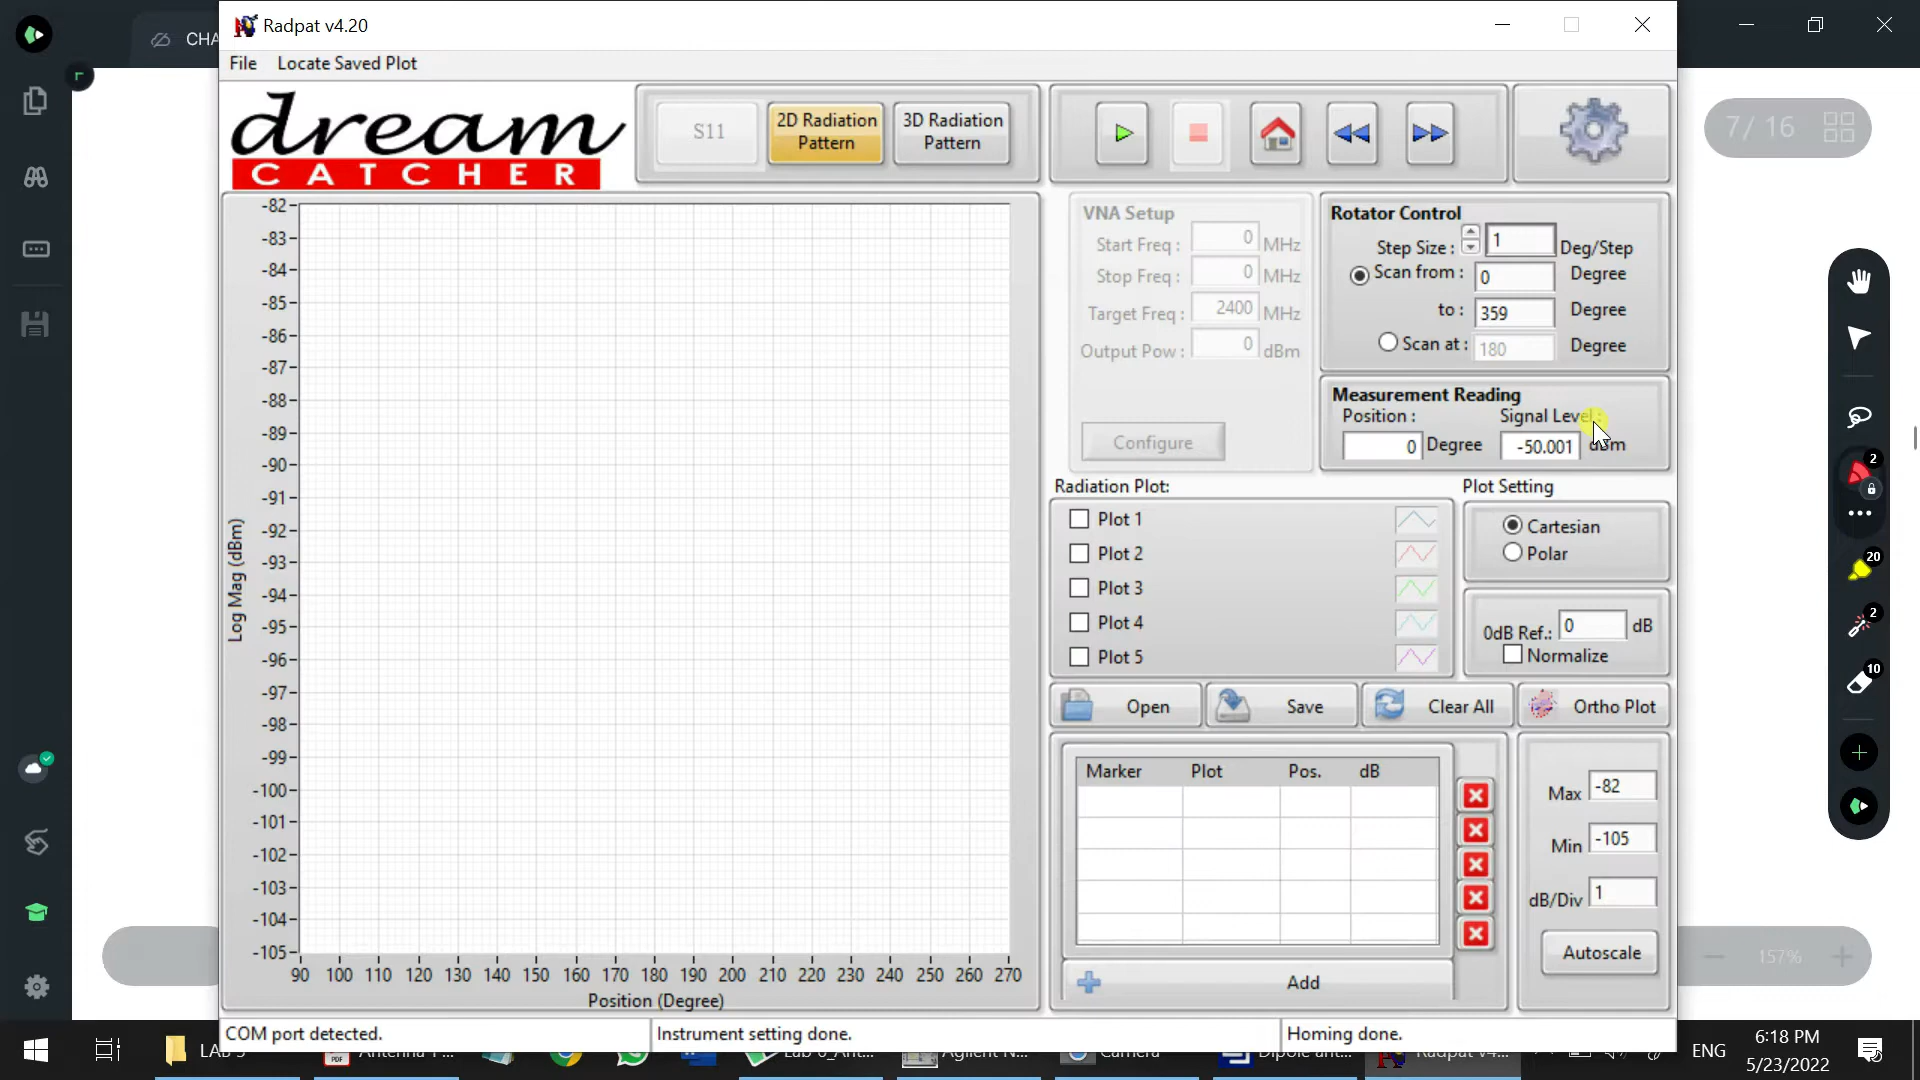 Radpat v4.20
CHA
File Locate Saved Plot
dream
CATCHER
S11
2D Radiation
Pattern
3D Radiation
Pattern
7/ 16
VNA Setup
Start Freq : 0 MHz
Stop Freq : 0 MHz
Target Freq : 2400 MHz
Output Pow : 0 dBm
Configure
Rotator Control
Step Size : 1 Deg/Step
Scan from : 0 Degree
to : 359 Degree
Scan at : 180 Degree
Measurement Reading
Position : Signal Level :
0 Degree -50.001 dBm
Radiation Plot:
Plot 1
Plot 2
Plot 3
Plot 4
Plot 5
Plot Setting
Cartesian
Polar
0dB Ref.: 0 dB
Normalize
Open Save Clear All Ortho Plot
Marker Plot Pos. dB
Add
Max -82
Min -105
dB/Div 1
Autoscale
Log Mag (dBm)
-82
-83
-84
-85
-86
-87
-88
-89
-90
-91
-92
-93
-94
-95
-96
-97
-98
-99
-100
-101
-102
-103
-104
-105
90 100 110 120 130 140 150 160 170 180 190 200 210 220 230 240 250 260 270
Position (Degree)
COM port detected. Instrument setting done. Homing done.
2
20
2
10
157%
ENG
6:18 PM
5/23/2022